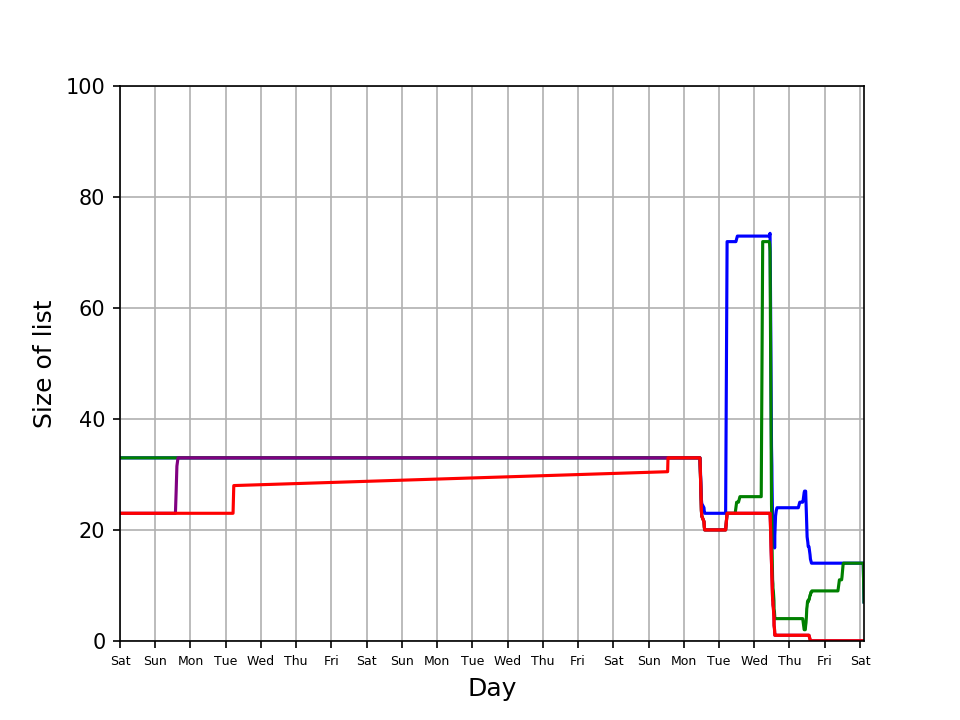 100
80
60
40
20
0
Size of list
Sat Sun Mon Tue Wed Thu Fri Sat Sun Mon Tue Wed Thu Fri Sat Sun Mon Tue Wed Thu Fri Sat
Day